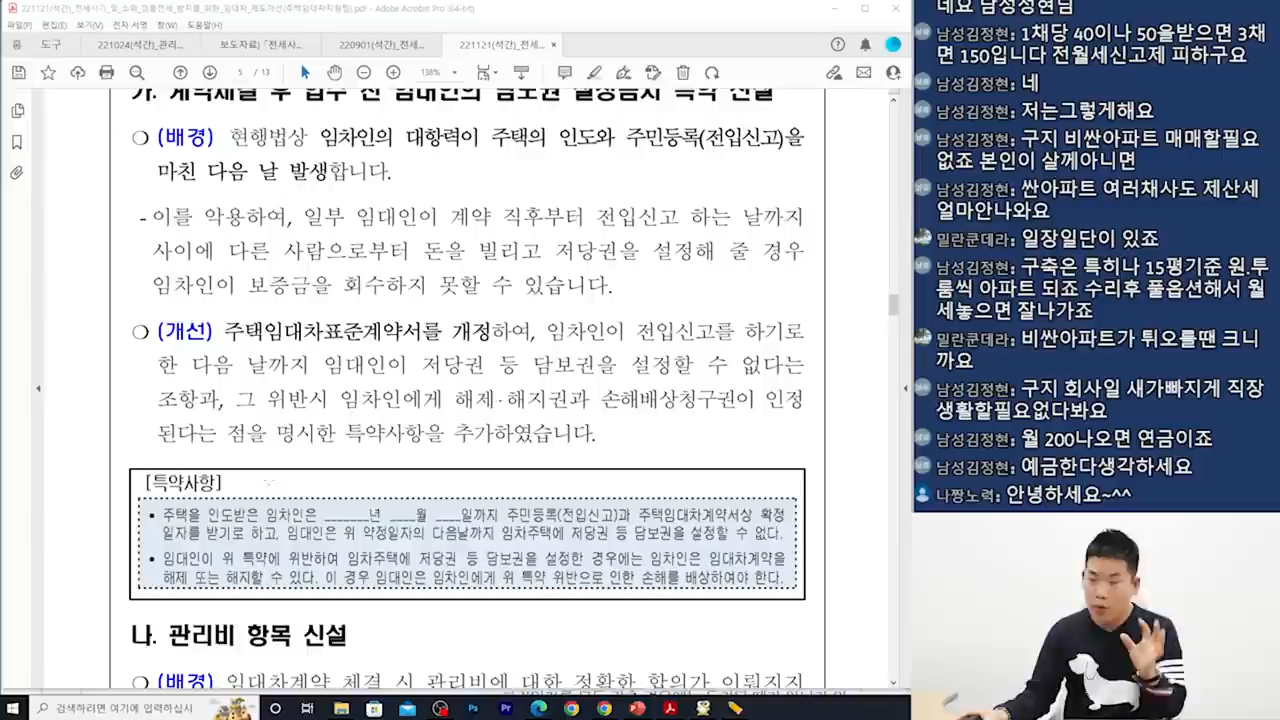 221121(석간)_전세사기_및_소위_깡통전세_방지를_위한_임대차_제도개선(주택임대차지원팀).pdf - Adobe Acrobat Pro (64-bit)
파일(F) 편집(E) 보기(V) 전자 서명 창(W) 도움말(H)
홈 도구 221024(석간)_관리... 보도자료)「전세사... 220901(석간)_전세... 221121(석간)_전세... ×
5 / 13 138%
가. 계약체결 후 입주 전 임대인의 담보권 설정금지 특약 신설
❍ (배경) 현행법상 임차인의 대항력이 주택의 인도와 주민등록(전입신고)을
마친 다음 날 발생합니다.
- 이를 악용하여, 일부 임대인이 계약 직후부터 전입신고 하는 날까지
사이에 다른 사람으로부터 돈을 빌리고 저당권을 설정해 줄 경우
임차인이 보증금을 회수하지 못할 수 있습니다.
❍ (개선) 주택임대차표준계약서를 개정하여, 임차인이 전입신고를 하기로
한 다음 날까지 임대인이 저당권 등 담보권을 설정할 수 없다는
조항과, 그 위반시 임차인에게 해제·해지권과 손해배상청구권이 인정
된다는 점을 명시한 특약사항을 추가하였습니다.
[특약사항]
• 주택을 인도받은 임차인은 _______년 ____월 ____일까지 주민등록(전입신고)과 주택임대차계약서상 확정
일자를 받기로 하고, 임대인은 위 약정일자의 다음날까지 임차주택에 저당권 등 담보권을 설정할 수 없다.
• 임대인이 위 특약에 위반하여 임차주택에 저당권 등 담보권을 설정한 경우에는 임차인은 임대차계약을
해제 또는 해지할 수 있다. 이 경우 임대인은 임차인에게 위 특약 위반으로 인한 손해를 배상하여야 한다.
나. 관리비 항목 신설
❍ (배경) 임대차계약 체결 시 관리비에 대한 정확한 합의가 이뤄지지
검색하려면 여기에 입력하십시
네요 남성정현님
남성김정현: 1채당 40이나 50을받으면 3채
면 150입니다 전월세신고제 피하구요
남성김정현: 네
남성김정현: 저는그렇게해요
남성김정현: 구지 비싼아파트 매매할필요
없죠 본인이 살께아니면
남성김정현: 싼아파트 여러채사도 제산세
얼마안나와요
밀란쿤데라: 일장일단이 있죠
남성김정현: 구축은 특히나 15평기준 원.투
룸씩 아파트 되죠 수리후 풀옵션해서 월
세놓으면 잘나가죠
밀란쿤데라: 비싼아파트가 튀오를땐 크니
까요
남성김정현: 구지 회사일 새가빠지게 직장
생활할필요없다봐요
남성김정현: 월 200나오면 연금이죠
남성김정현: 예금한다생각하세요
나짱노력: 안녕하세요~^^